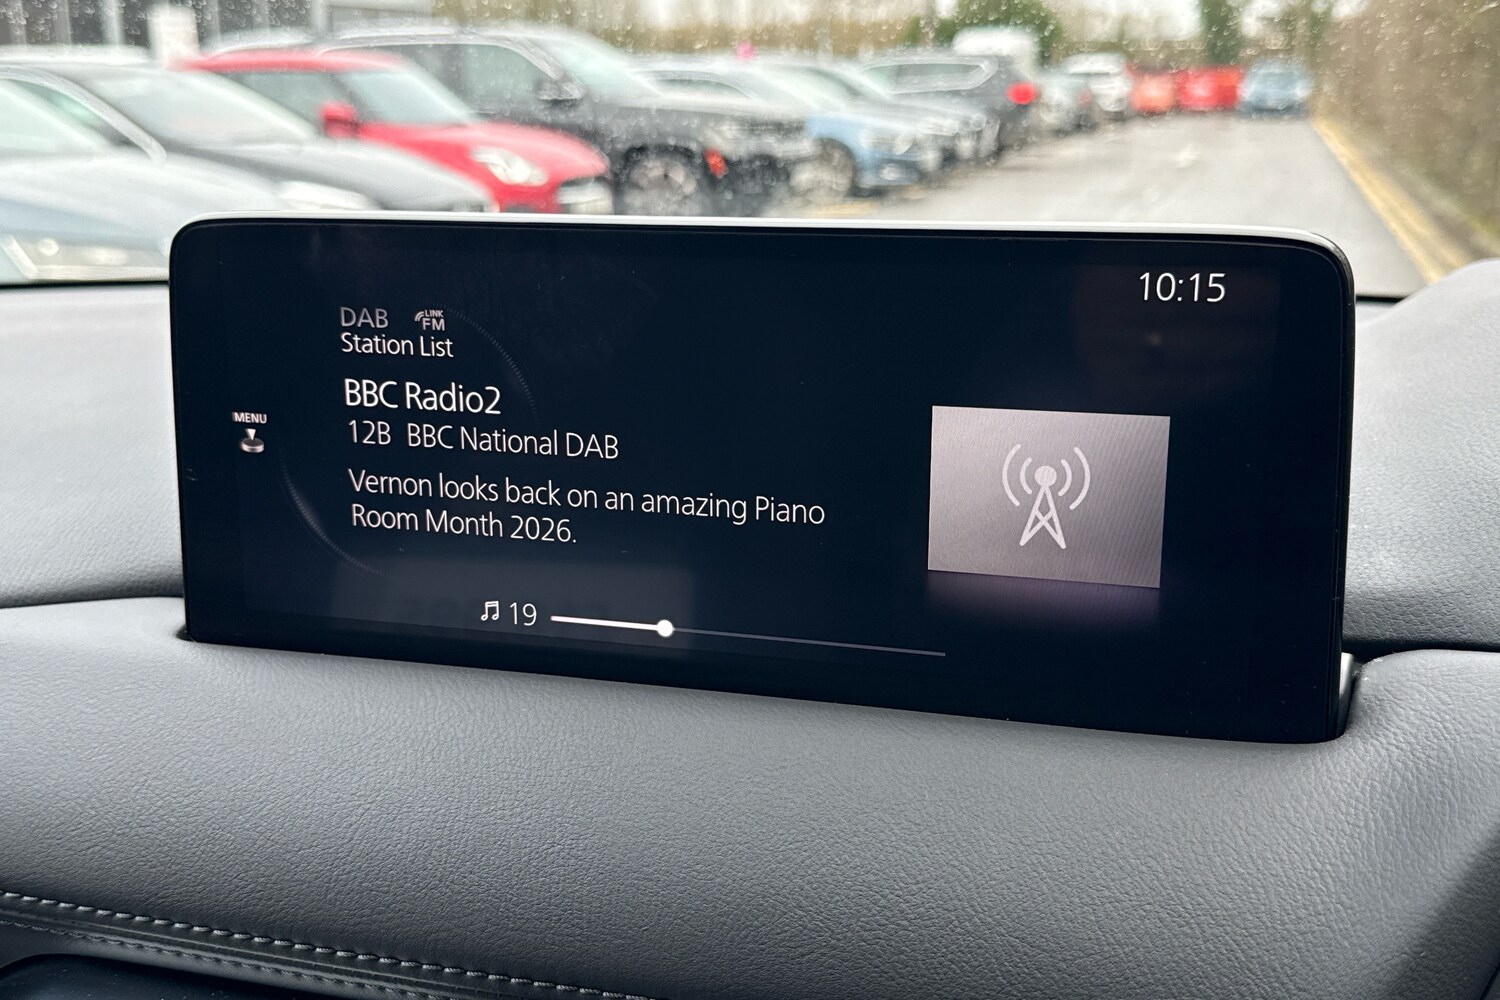 10:15
DAB LINK FM
Station List
BBC Radio2
MENU
12B BBC National DAB
Vernon looks back on an amazing Piano
Room Month 2026.
19